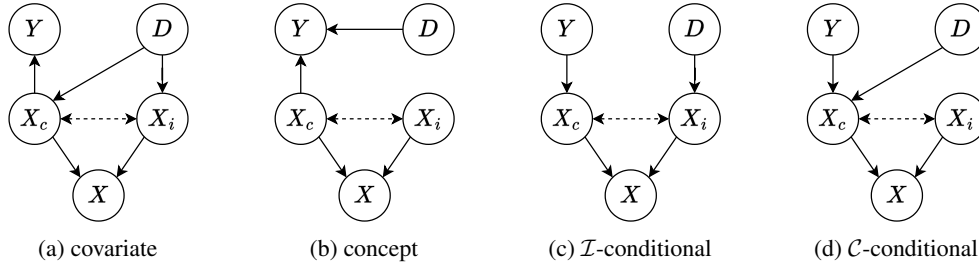 Y D Y D Y D Y D
X_c X_i X_c X_i X_c X_i X_c X_i
X X X X
(a) covariate (b) concept (c) ℐ-conditional (d) 𝒞-conditional